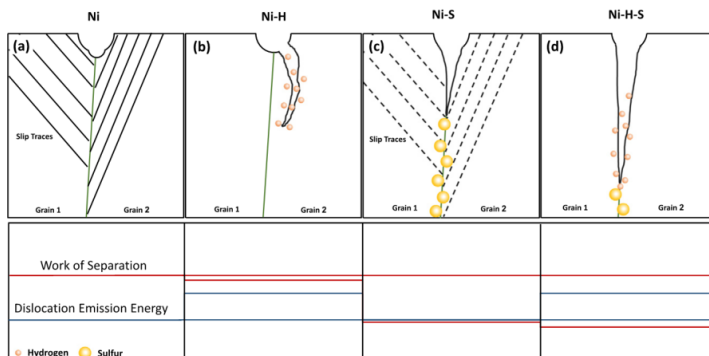 Ni
Ni-H
Ni-S
Ni-H-S
(a)
(b)
(c)
(d)
Slip Traces
Slip Traces
Grain 1
Grain 2
Grain 1
Grain 2
Grain 1
Grain 2
Grain 1
Grain 2
Work of Separation
Dislocation Emission Energy
Hydrogen
Sulfur